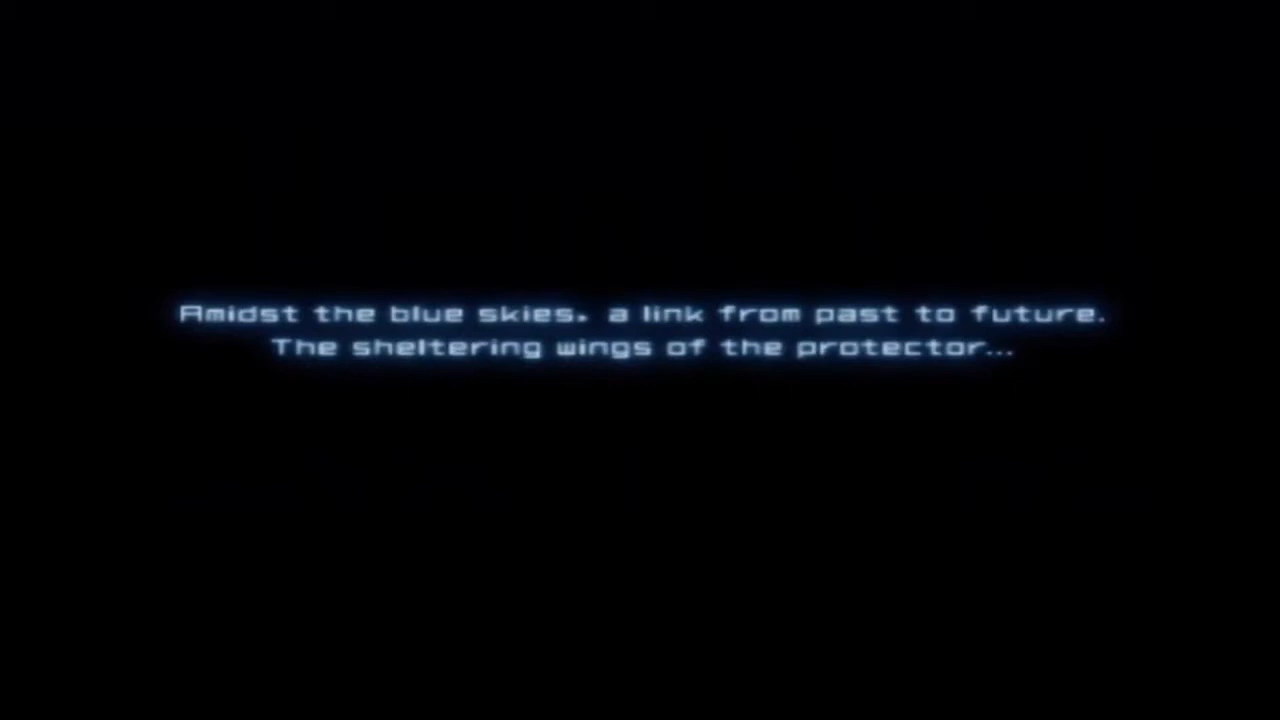 Amidst the blue skies, a link from past to future.
The sheltering wings of the protector...